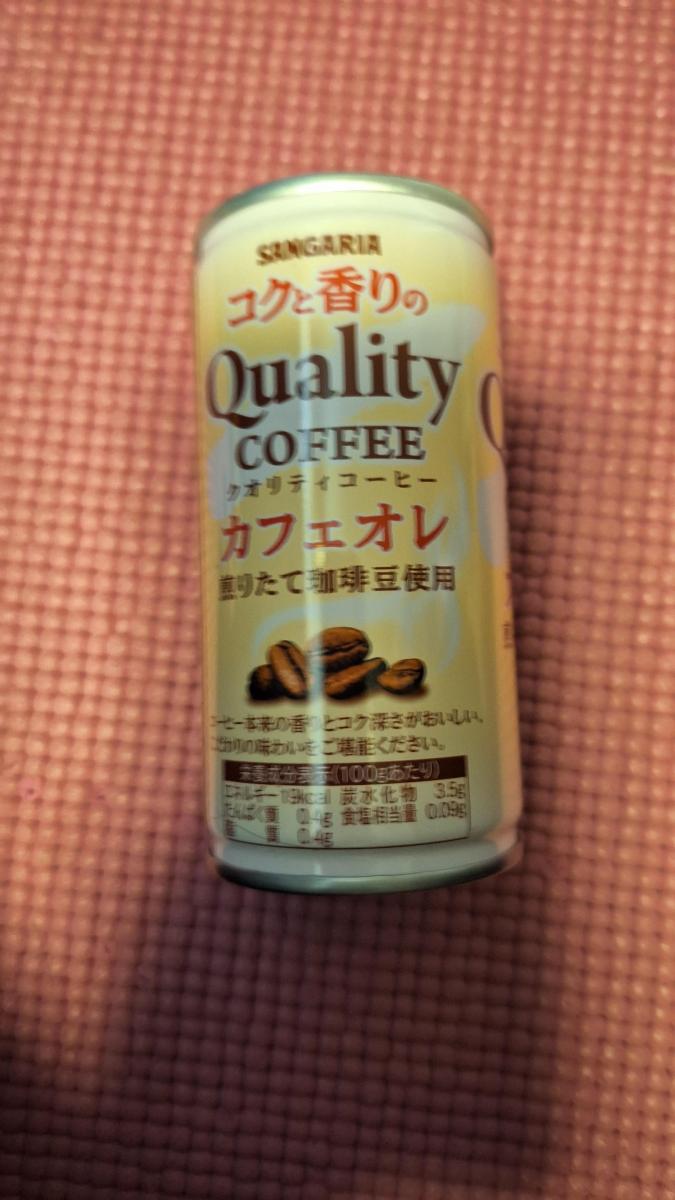 SANGARIA
コクと香りの
Quality
COFFEE
クオリティコーヒー
カフェオレ
煎りたて珈琲豆使用
コーヒー本来の香りとコク深さがおいしい、
こだわりの味わいをご堪能ください。
栄養成分表示(100gあたり)
エネルギー 19kcal 炭水化物 3.5g
たんぱく質 0.4g 食塩相当量 0.09g
脂質 0.4g